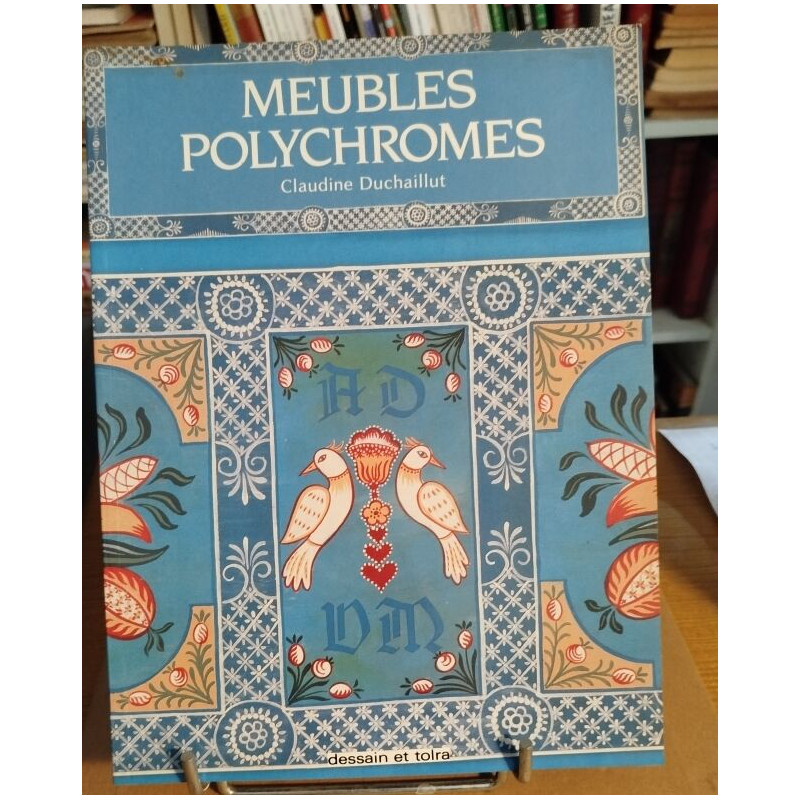 MEUBLES
POLYCHROMES
Claudine Duchaillut
AD
VM
dessain et tolra